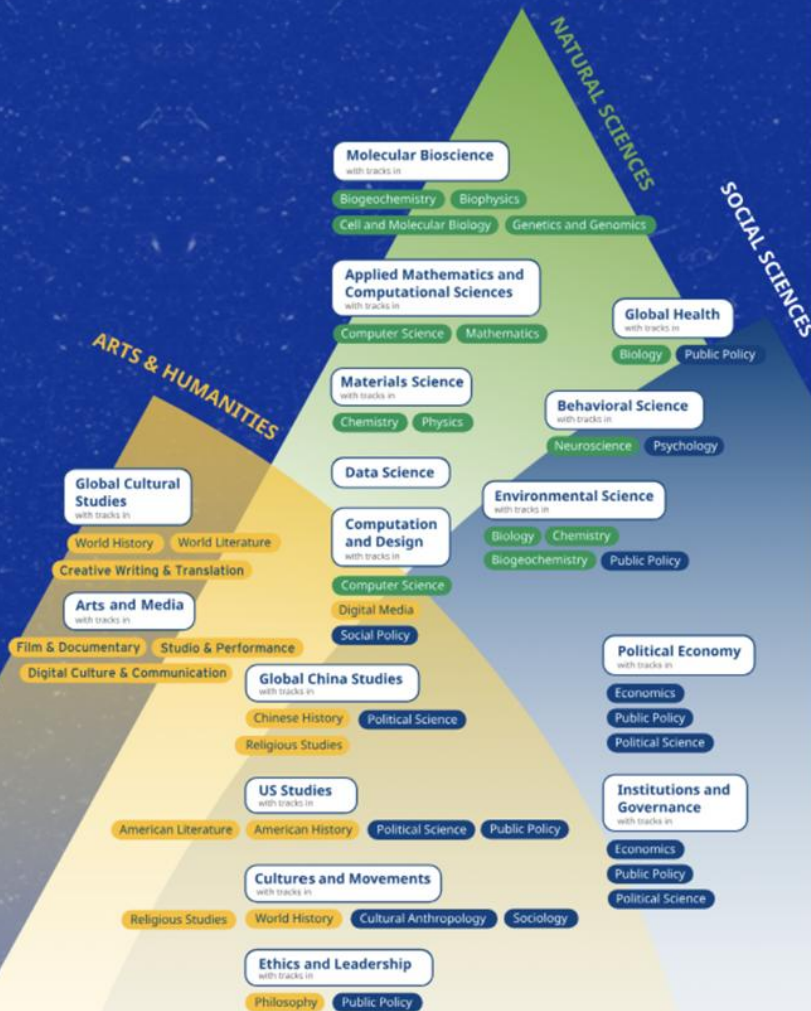 NATURAL SCIENCES
SOCIAL SCIENCES
ARTS & HUMANITIES
Molecular Bioscience
with tracks in
Biogeochemistry Biophysics
Cell and Molecular Biology Genetics and Genomics
Applied Mathematics and
Computational Sciences
with tracks in
Computer Science Mathematics
Global Health
with tracks in
Biology Public Policy
Materials Science
with tracks in
Chemistry Physics
Behavioral Science
with tracks in
Neuroscience Psychology
Data Science
Global Cultural
Studies
with tracks in
World History World Literature
Creative Writing & Translation
Environmental Science
with tracks in
Biology Chemistry
Biogeochemistry Public Policy
Computation
and Design
with tracks in
Computer Science
Digital Media
Social Policy
Arts and Media
with tracks in
Film & Documentary Studio & Performance
Digital Culture & Communication
Political Economy
with tracks in
Economics
Public Policy
Political Science
Global China Studies
with tracks in
Chinese History Political Science
Religious Studies
US Studies
with tracks in
American Literature American History Political Science Public Policy
Institutions and
Governance
with tracks in
Economics
Public Policy
Political Science
Cultures and Movements
with tracks in
Religious Studies World History Cultural Anthropology Sociology
Ethics and Leadership
with tracks in
Philosophy Public Policy